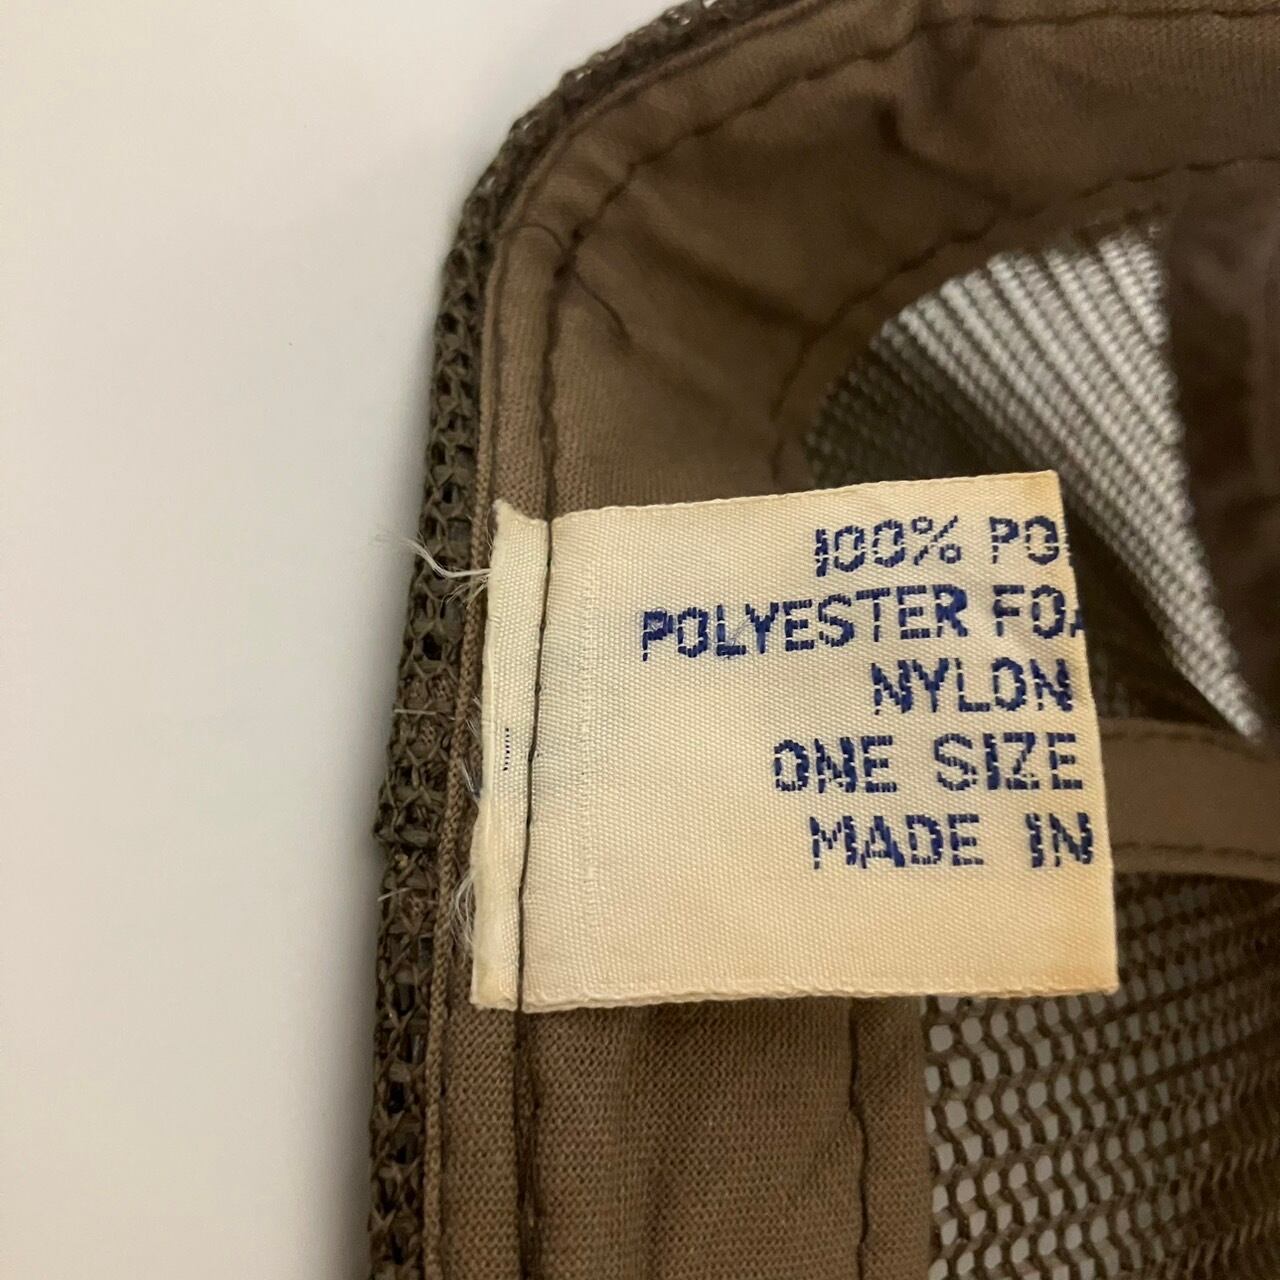 100% PO
POLYESTER FOA
NYLON
ONE SIZE
MADE IN